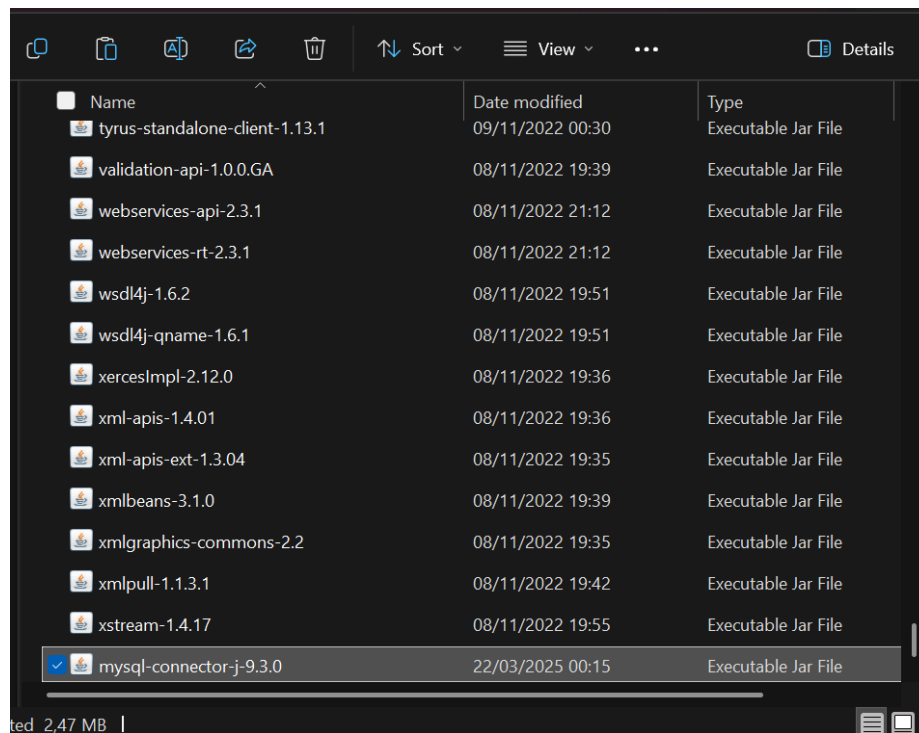 Sort View ••• Details
Name Date modified Type
tyrus-standalone-client-1.13.1 09/11/2022 00:30 Executable Jar File
validation-api-1.0.0.GA 08/11/2022 19:39 Executable Jar File
webservices-api-2.3.1 08/11/2022 21:12 Executable Jar File
webservices-rt-2.3.1 08/11/2022 21:12 Executable Jar File
wsdl4j-1.6.2 08/11/2022 19:51 Executable Jar File
wsdl4j-qname-1.6.1 08/11/2022 19:51 Executable Jar File
xercesImpl-2.12.0 08/11/2022 19:36 Executable Jar File
xml-apis-1.4.01 08/11/2022 19:36 Executable Jar File
xml-apis-ext-1.3.04 08/11/2022 19:35 Executable Jar File
xmlbeans-3.1.0 08/11/2022 19:39 Executable Jar File
xmlgraphics-commons-2.2 08/11/2022 19:35 Executable Jar File
xmlpull-1.1.3.1 08/11/2022 19:42 Executable Jar File
xstream-1.4.17 08/11/2022 19:55 Executable Jar File
mysql-connector-j-9.3.0 22/03/2025 00:15 Executable Jar File
ted 2,47 MB